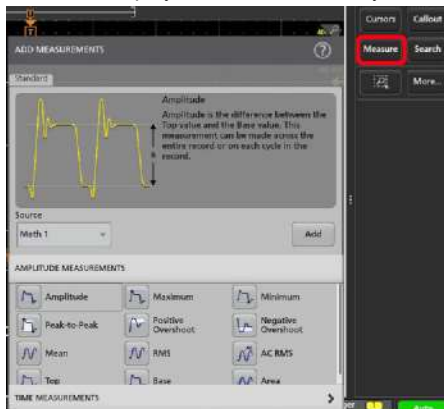 ADD MEASUREMENTS
Standard
Amplitude
Amplitude is the difference between the
Top value and the Base value. This
measurement can be made across the
entire record or on each cycle in the
record.
Source
Math 1
Add
AMPLITUDE MEASUREMENTS
Amplitude
Maximum
Minimum
Peak-to-Peak
Positive
Overshoot
Negative
Overshoot
Mean
RMS
AC RMS
Top
Base
Area
TIME MEASUREMENTS
Cursors
Callout
Measure
Search
More...
Auto